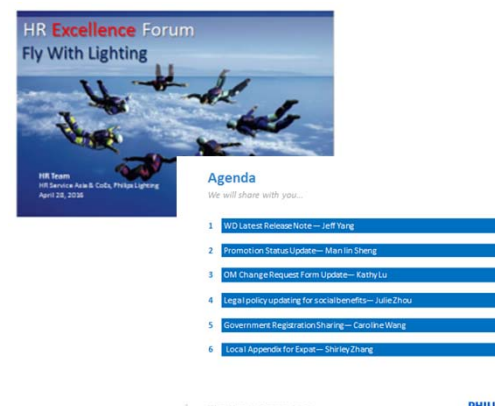 HR Excellence Forum
Fly With Lighting
HR Team
HR Service Asia & CoEs, Philips Lighting
April 28, 2016
Agenda
We will share with you...
1 WD Latest Release Note — Jeff Yang
2 Promotion Status Update— Man lin Sheng
3 OM Change Request Form Update— Kathy Lu
4 Legal policy updating for social benefits— Julie Zhou
5 Government Registration Sharing— Caroline Wang
6 Local Appendix for Expat— Shirley Zhang